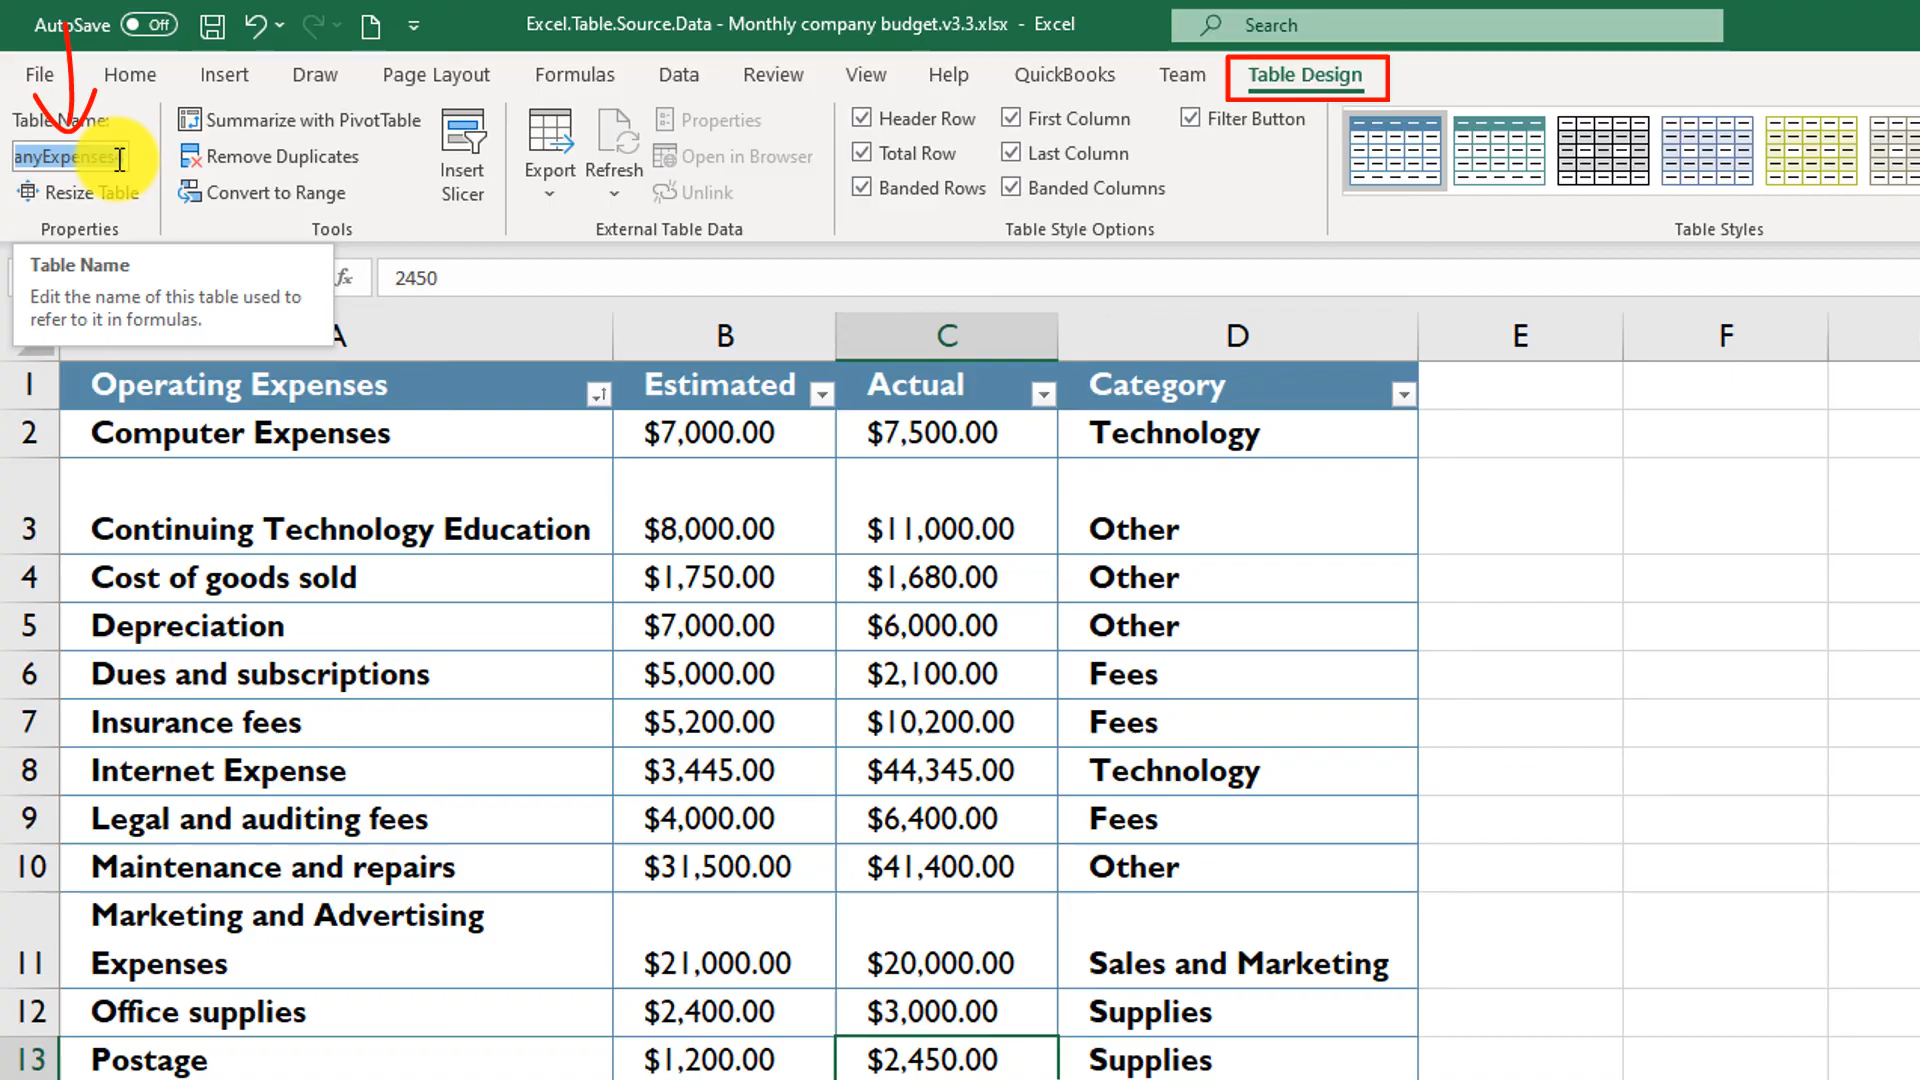 AutoSave Off Excel.Table.Source.Data - Monthly company budget.v3.3.xlsx - Excel Search
File Home Insert Draw Page Layout Formulas Data Review View Help QuickBooks Team Table Design
Table Name:
anyExpenses
Resize Table
Properties
Summarize with PivotTable
Remove Duplicates
Convert to Range
Insert
Slicer
Tools
Export
Refresh
Properties
Open in Browser
Unlink
External Table Data
Header Row First Column Filter Button
Total Row Last Column
Banded Rows Banded Columns
Table Style Options
Table Styles
Table Name
Edit the name of this table used to
refer to it in formulas.
fx 2450
A B C D E F
1 Operating Expenses Estimated Actual Category
2 Computer Expenses $7,000.00 $7,500.00 Technology
3 Continuing Technology Education $8,000.00 $11,000.00 Other
4 Cost of goods sold $1,750.00 $1,680.00 Other
5 Depreciation $7,000.00 $6,000.00 Other
6 Dues and subscriptions $5,000.00 $2,100.00 Fees
7 Insurance fees $5,200.00 $10,200.00 Fees
8 Internet Expense $3,445.00 $44,345.00 Technology
9 Legal and auditing fees $4,000.00 $6,400.00 Fees
10 Maintenance and repairs $31,500.00 $41,400.00 Other
Marketing and Advertising
11 Expenses $21,000.00 $20,000.00 Sales and Marketing
12 Office supplies $2,400.00 $3,000.00 Supplies
13 Postage $1,200.00 $2,450.00 Supplies